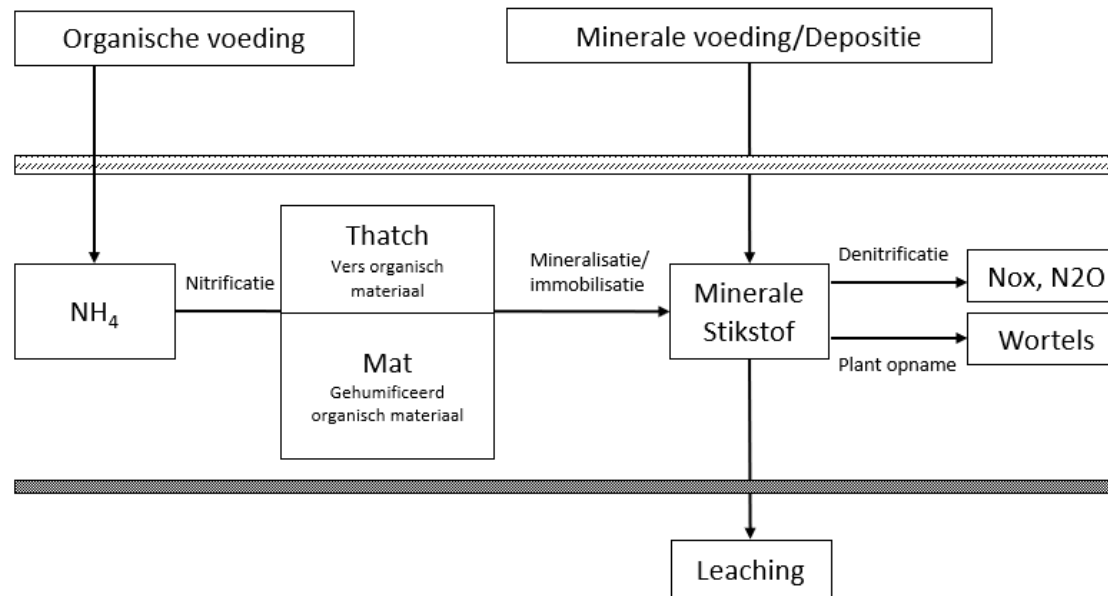 Organische voeding
Minerale voeding/Depositie
Thatch
Vers organisch
materiaal
Mat
Gehumificeerd
organisch materiaal
NH₄
Nitrificatie
Mineralisatie/
immobilisatie
Minerale
Stikstof
Denitrificatie
Nox, N2O
Wortels
Plant opname
Leaching